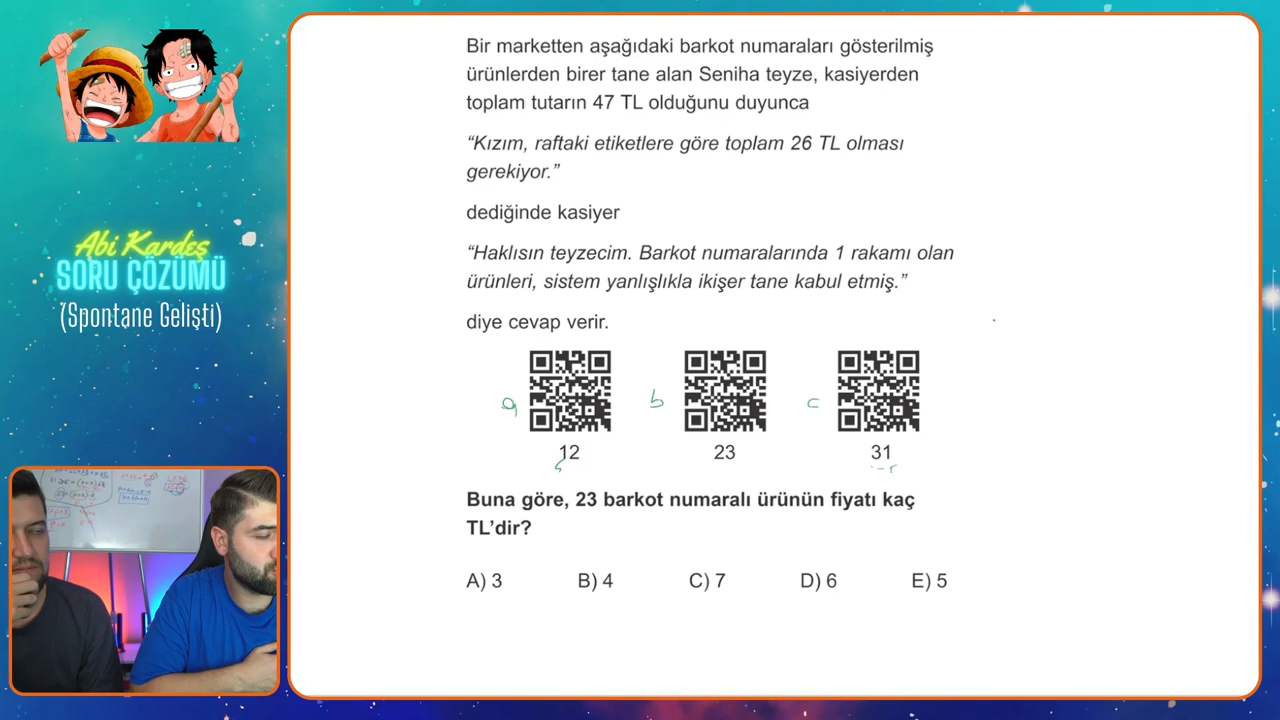 Abi Kardeş
SORU ÇÖZÜMÜ
(Spontane Gelişti)
Bir marketten aşağıdaki barkot numaraları gösterilmiş
ürünlerden birer tane alan Seniha teyze, kasiyerden
toplam tutarın 47 TL olduğunu duyunca
“Kızım, raftaki etiketlere göre toplam 26 TL olması
gerekiyor.”
dediğinde kasiyer
“Haklısın teyzecim. Barkot numaralarında 1 rakamı olan
ürünleri, sistem yanlışlıkla ikişer tane kabul etmiş.”
diye cevap verir.
a b c
12 23 31
Buna göre, 23 barkot numaralı ürünün fiyatı kaç
TL’dir?
A) 3 B) 4 C) 7 D) 6 E) 5